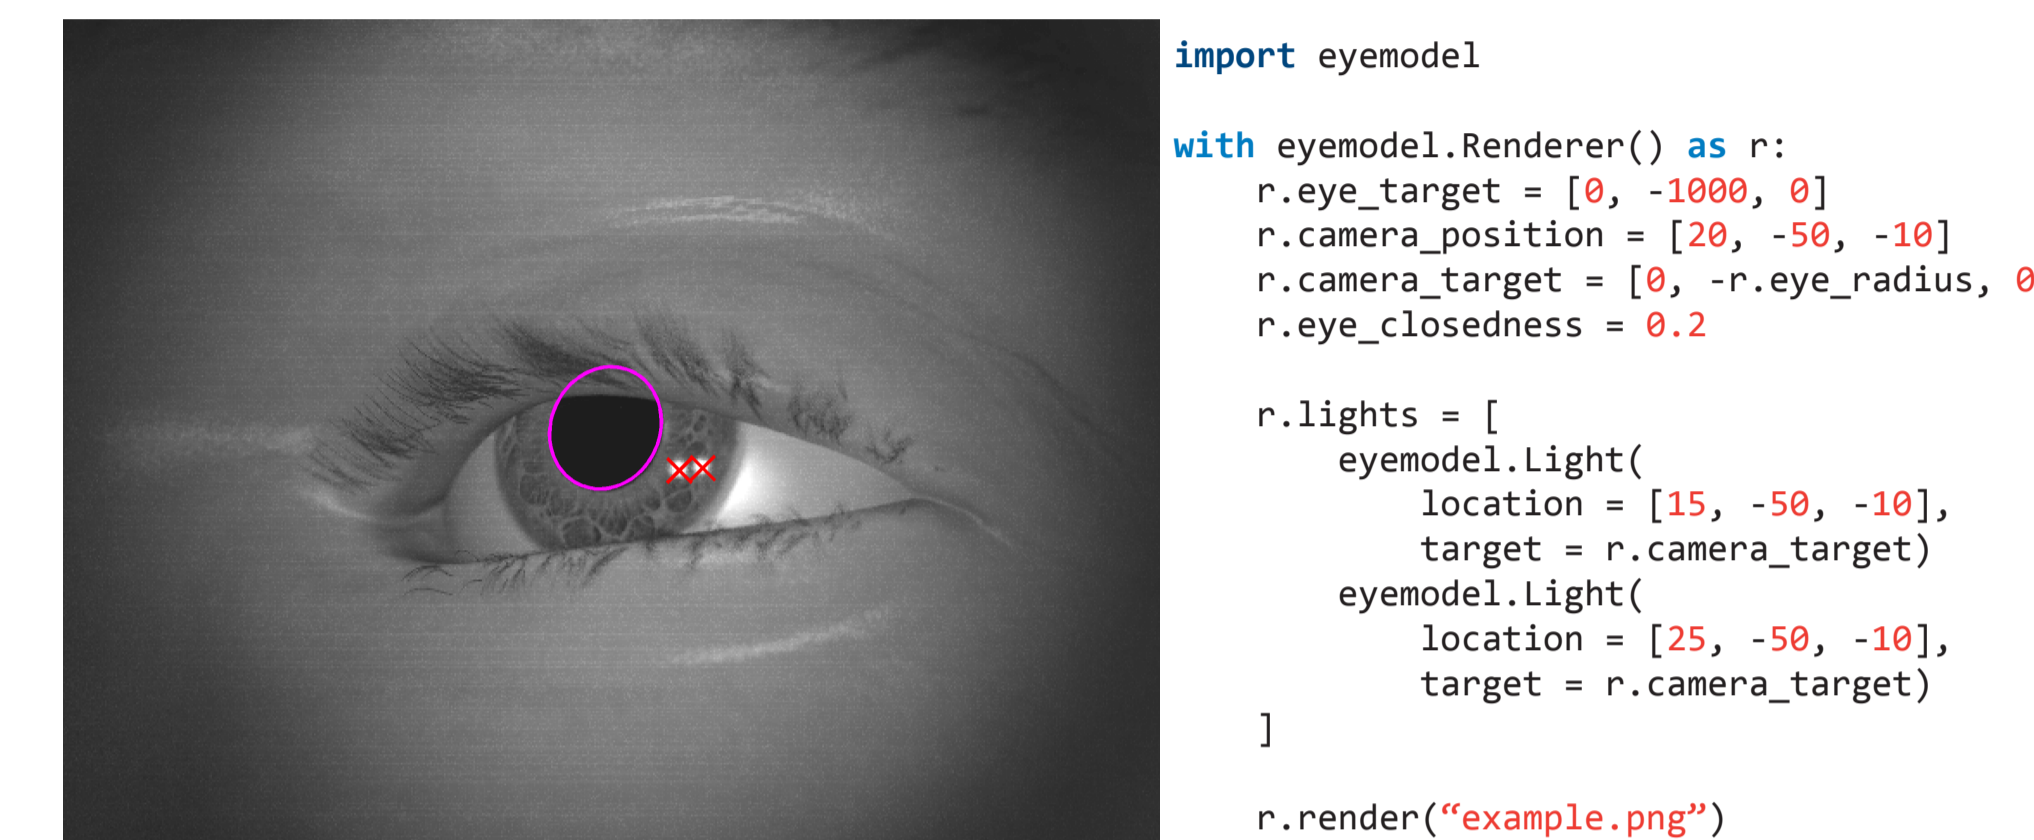 import eyemodel
with eyemodel.Renderer() as r:
r.eye_target = [0, -1000, 0]
r.camera_position = [20, -50, -10]
r.camera_target = [0, -r.eye_radius, 0
r.eye_closedness = 0.2
r.lights = [
eyemodel.Light(
location = [15, -50, -10],
target = r.camera_target)
eyemodel.Light(
location = [25, -50, -10],
target = r.camera_target)
]
r.render(“example.png”)